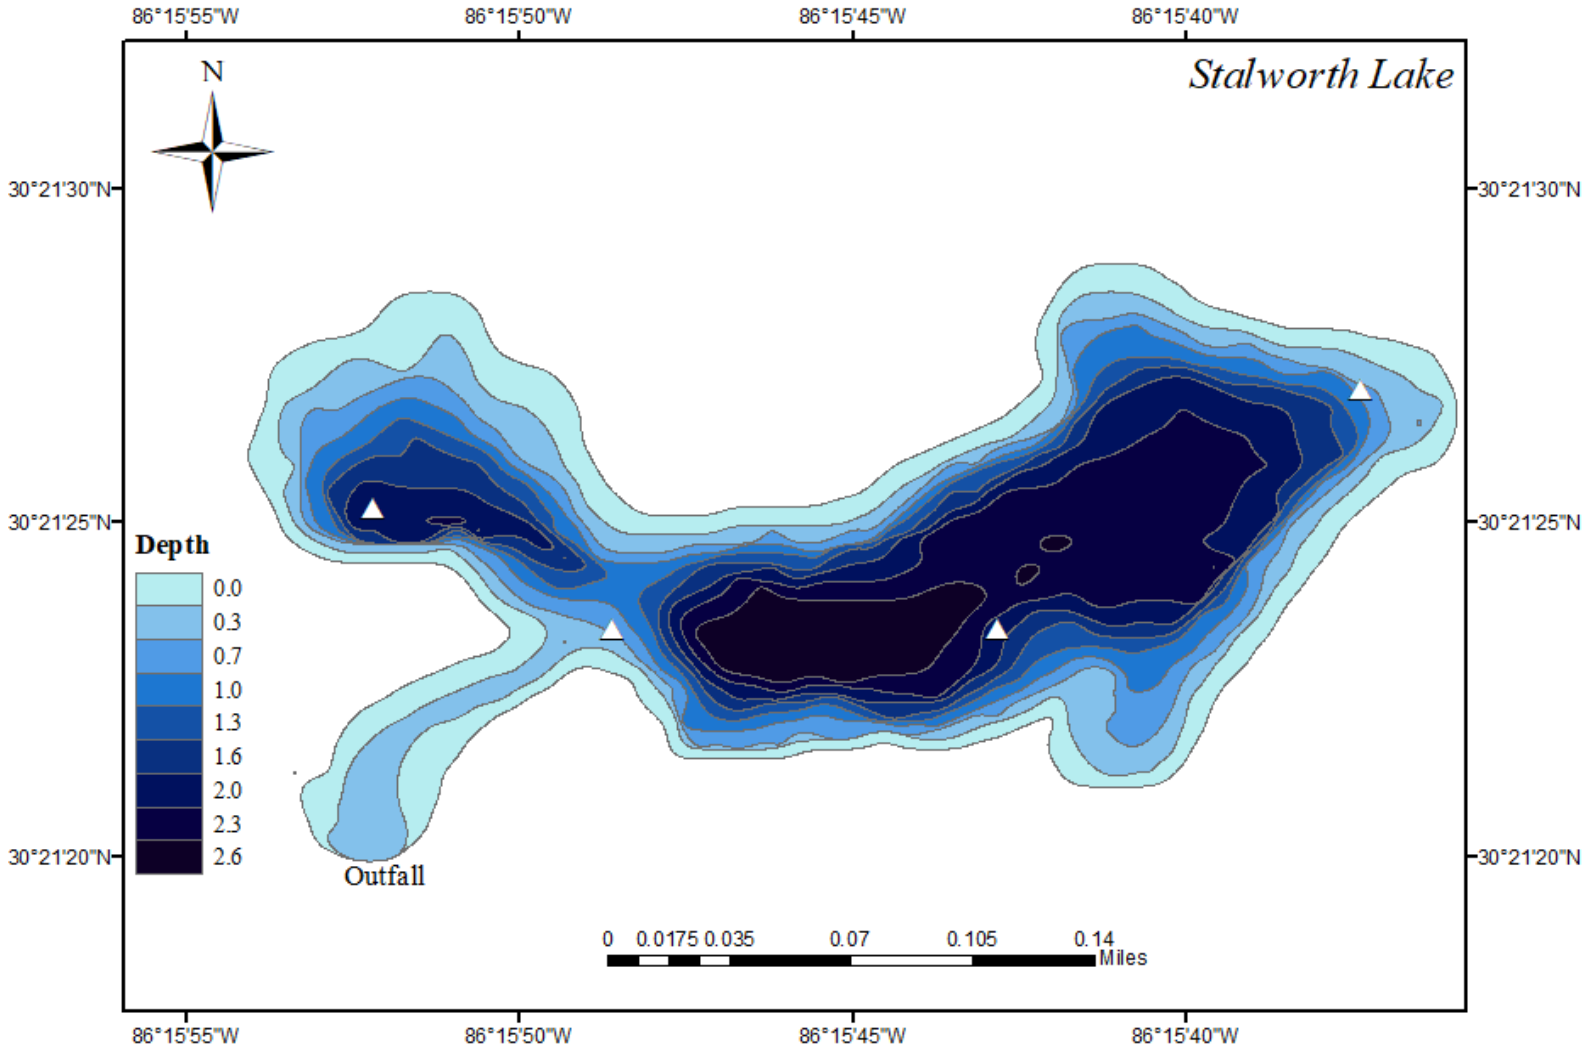 86°15'55"W 86°15'50"W 86°15'45"W 86°15'40"W
Stalworth Lake
N
30°21'30"N 30°21'30"N
30°21'25"N 30°21'25"N
Depth
0.0
0.3
0.7
1.0
1.3
1.6
2.0
2.3
2.6
30°21'20"N 30°21'20"N
Outfall
0 0.0175 0.035 0.07 0.105 0.14
Miles
86°15'55"W 86°15'50"W 86°15'45"W 86°15'40"W